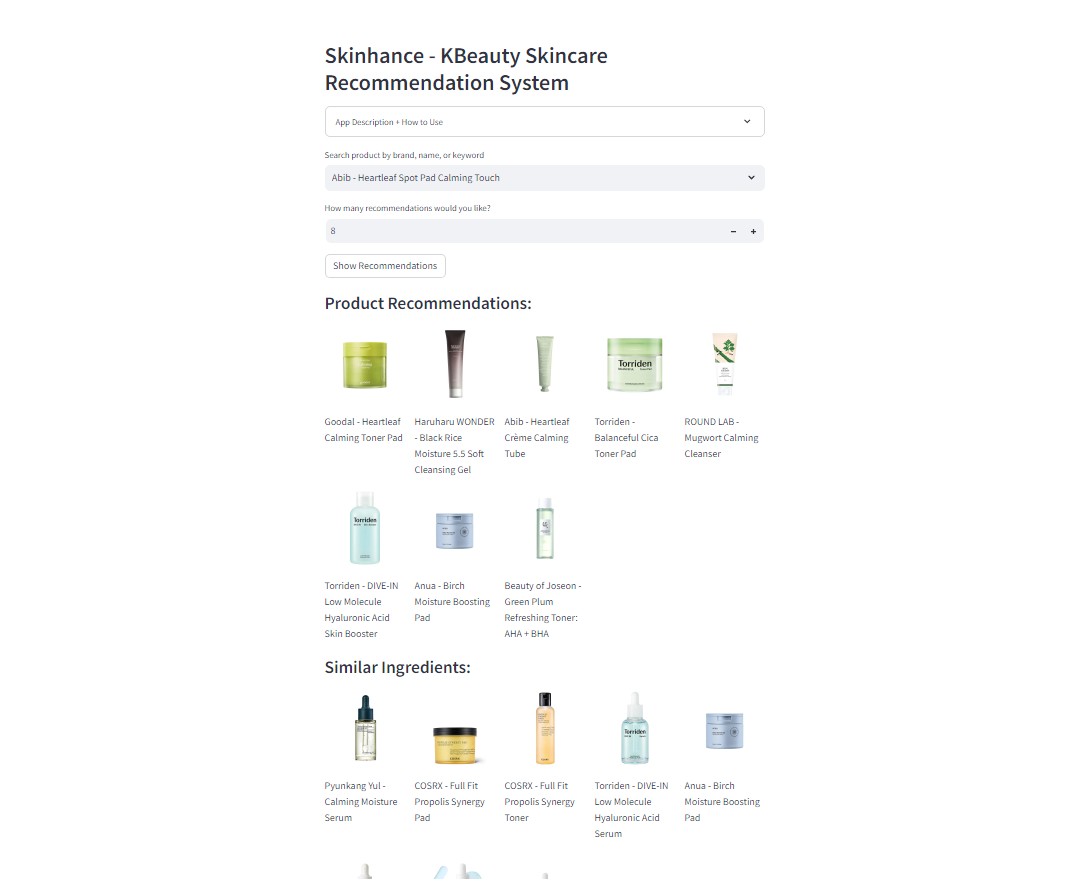 Skinhance - KBeauty Skincare
Recommendation System
App Description + How to Use
Search product by brand, name, or keyword
Abib - Heartleaf Spot Pad Calming Touch
How many recommendations would you like?
8
Show Recommendations
Product Recommendations:
Torriden
Goodal - Heartleaf
Calming Toner Pad
Haruharu WONDER
- Black Rice
Moisture 5.5 Soft
Cleansing Gel
Abib - Heartleaf
Crème Calming
Tube
Torriden -
Balanceful Cica
Toner Pad
ROUND LAB -
Mugwort Calming
Cleanser
Torriden
Torriden - DIVE-IN
Low Molecule
Hyaluronic Acid
Skin Booster
Anua - Birch
Moisture Boosting
Pad
Beauty of Joseon -
Green Plum
Refreshing Toner:
AHA + BHA
Similar Ingredients:
Torriden
Pyunkang Yul -
Calming Moisture
Serum
COSRX - Full Fit
Propolis Synergy
Pad
COSRX - Full Fit
Propolis Synergy
Toner
Torriden - DIVE-IN
Low Molecule
Hyaluronic Acid
Serum
Anua - Birch
Moisture Boosting
Pad